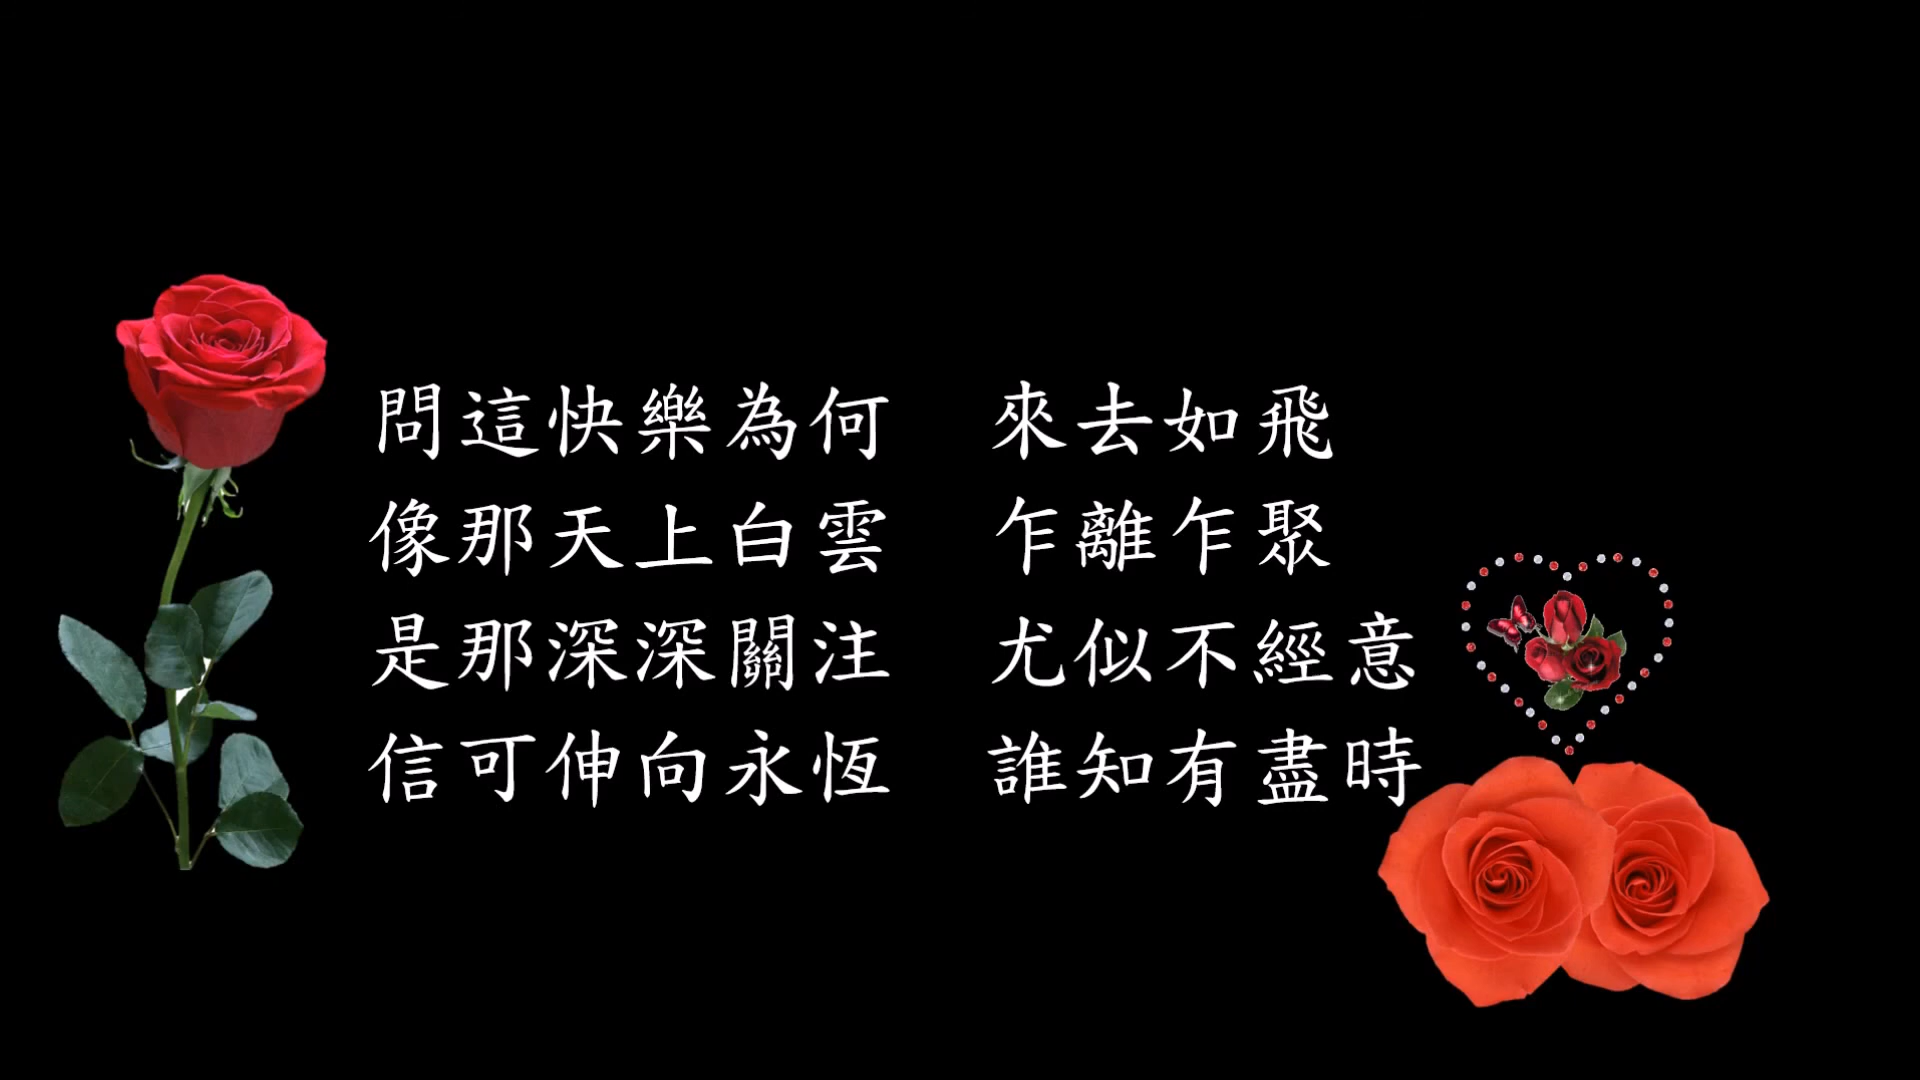 問這快樂為何 來去如飛
像那天上白雲 乍離乍聚
是那深深關注 尤似不經意
信可伸向永恆 誰知有盡時